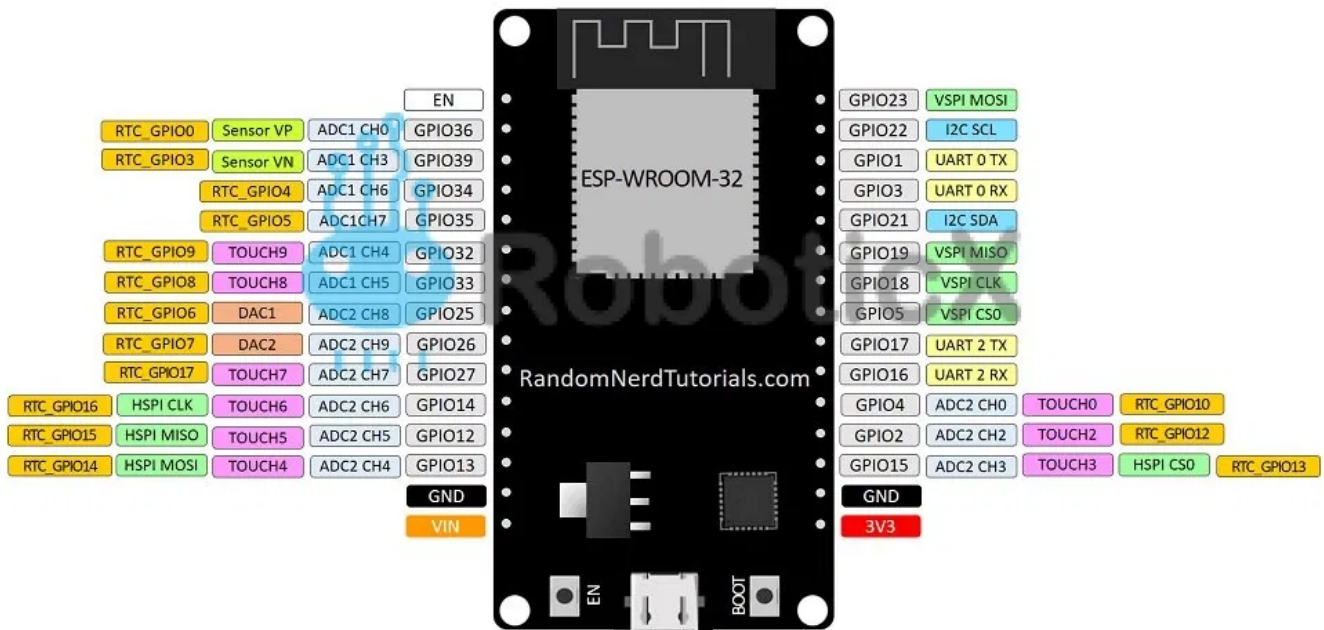 EN GPIO23 VSPI MOSI
RTC_GPIO0 Sensor VP ADC1 CH0 GPIO36 GPIO22 I2C SCL
RTC_GPIO3 Sensor VN ADC1 CH3 GPIO39 GPIO1 UART 0 TX
RTC_GPIO4 ADC1 CH6 GPIO34 ESP-WROOM-32 GPIO3 UART 0 RX
RTC_GPIO5 ADC1CH7 GPIO35 GPIO21 I2C SDA
RTC_GPIO9 TOUCH9 ADC1 CH4 GPIO32 GPIO19 VSPI MISO
RoboticX
RTC_GPIO8 TOUCH8 ADC1 CH5 GPIO33 GPIO18 VSPI CLK
RTC_GPIO6 DAC1 ADC2 CH8 GPIO25 GPIO5 VSPI CS0
RTC_GPIO7 DAC2 ADC2 CH9 GPIO26 GPIO17 UART 2 TX
RTC_GPIO17 TOUCH7 ADC2 CH7 GPIO27 RandomNerdTutorials.com GPIO16 UART 2 RX
RTC_GPIO16 HSPI CLK TOUCH6 ADC2 CH6 GPIO14 GPIO4 ADC2 CH0 TOUCH0 RTC_GPIO10
RTC_GPIO15 HSPI MISO TOUCH5 ADC2 CH5 GPIO12 GPIO2 ADC2 CH2 TOUCH2 RTC_GPIO12
RTC_GPIO14 HSPI MOSI TOUCH4 ADC2 CH4 GPIO13 GPIO15 ADC2 CH3 TOUCH3 HSPI CS0 RTC_GPIO13
GND GND
VIN 3V3
EN BOOT